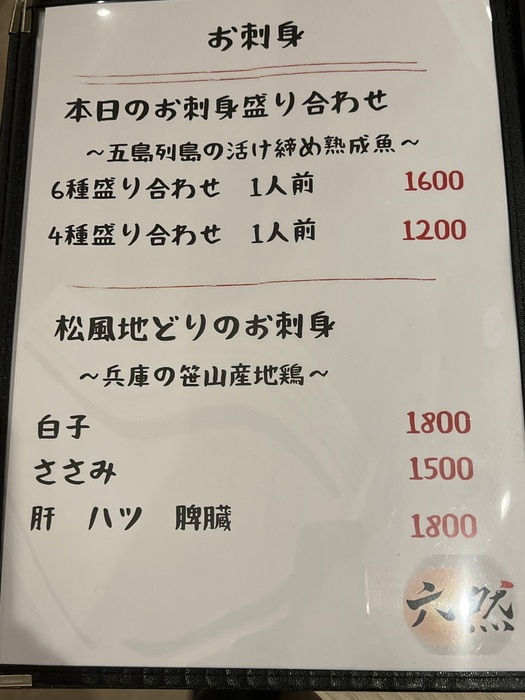 お刺身
本日のお刺身盛り合わせ
～五島列島の活け締め熟成魚～
6種盛り合わせ 1人前 1600
4種盛り合わせ 1人前 1200
松風地どりのお刺身
～兵庫の笹山産地鶏～
白子 1800
ささみ 1500
肝 ハツ 脾臓 1800
六然